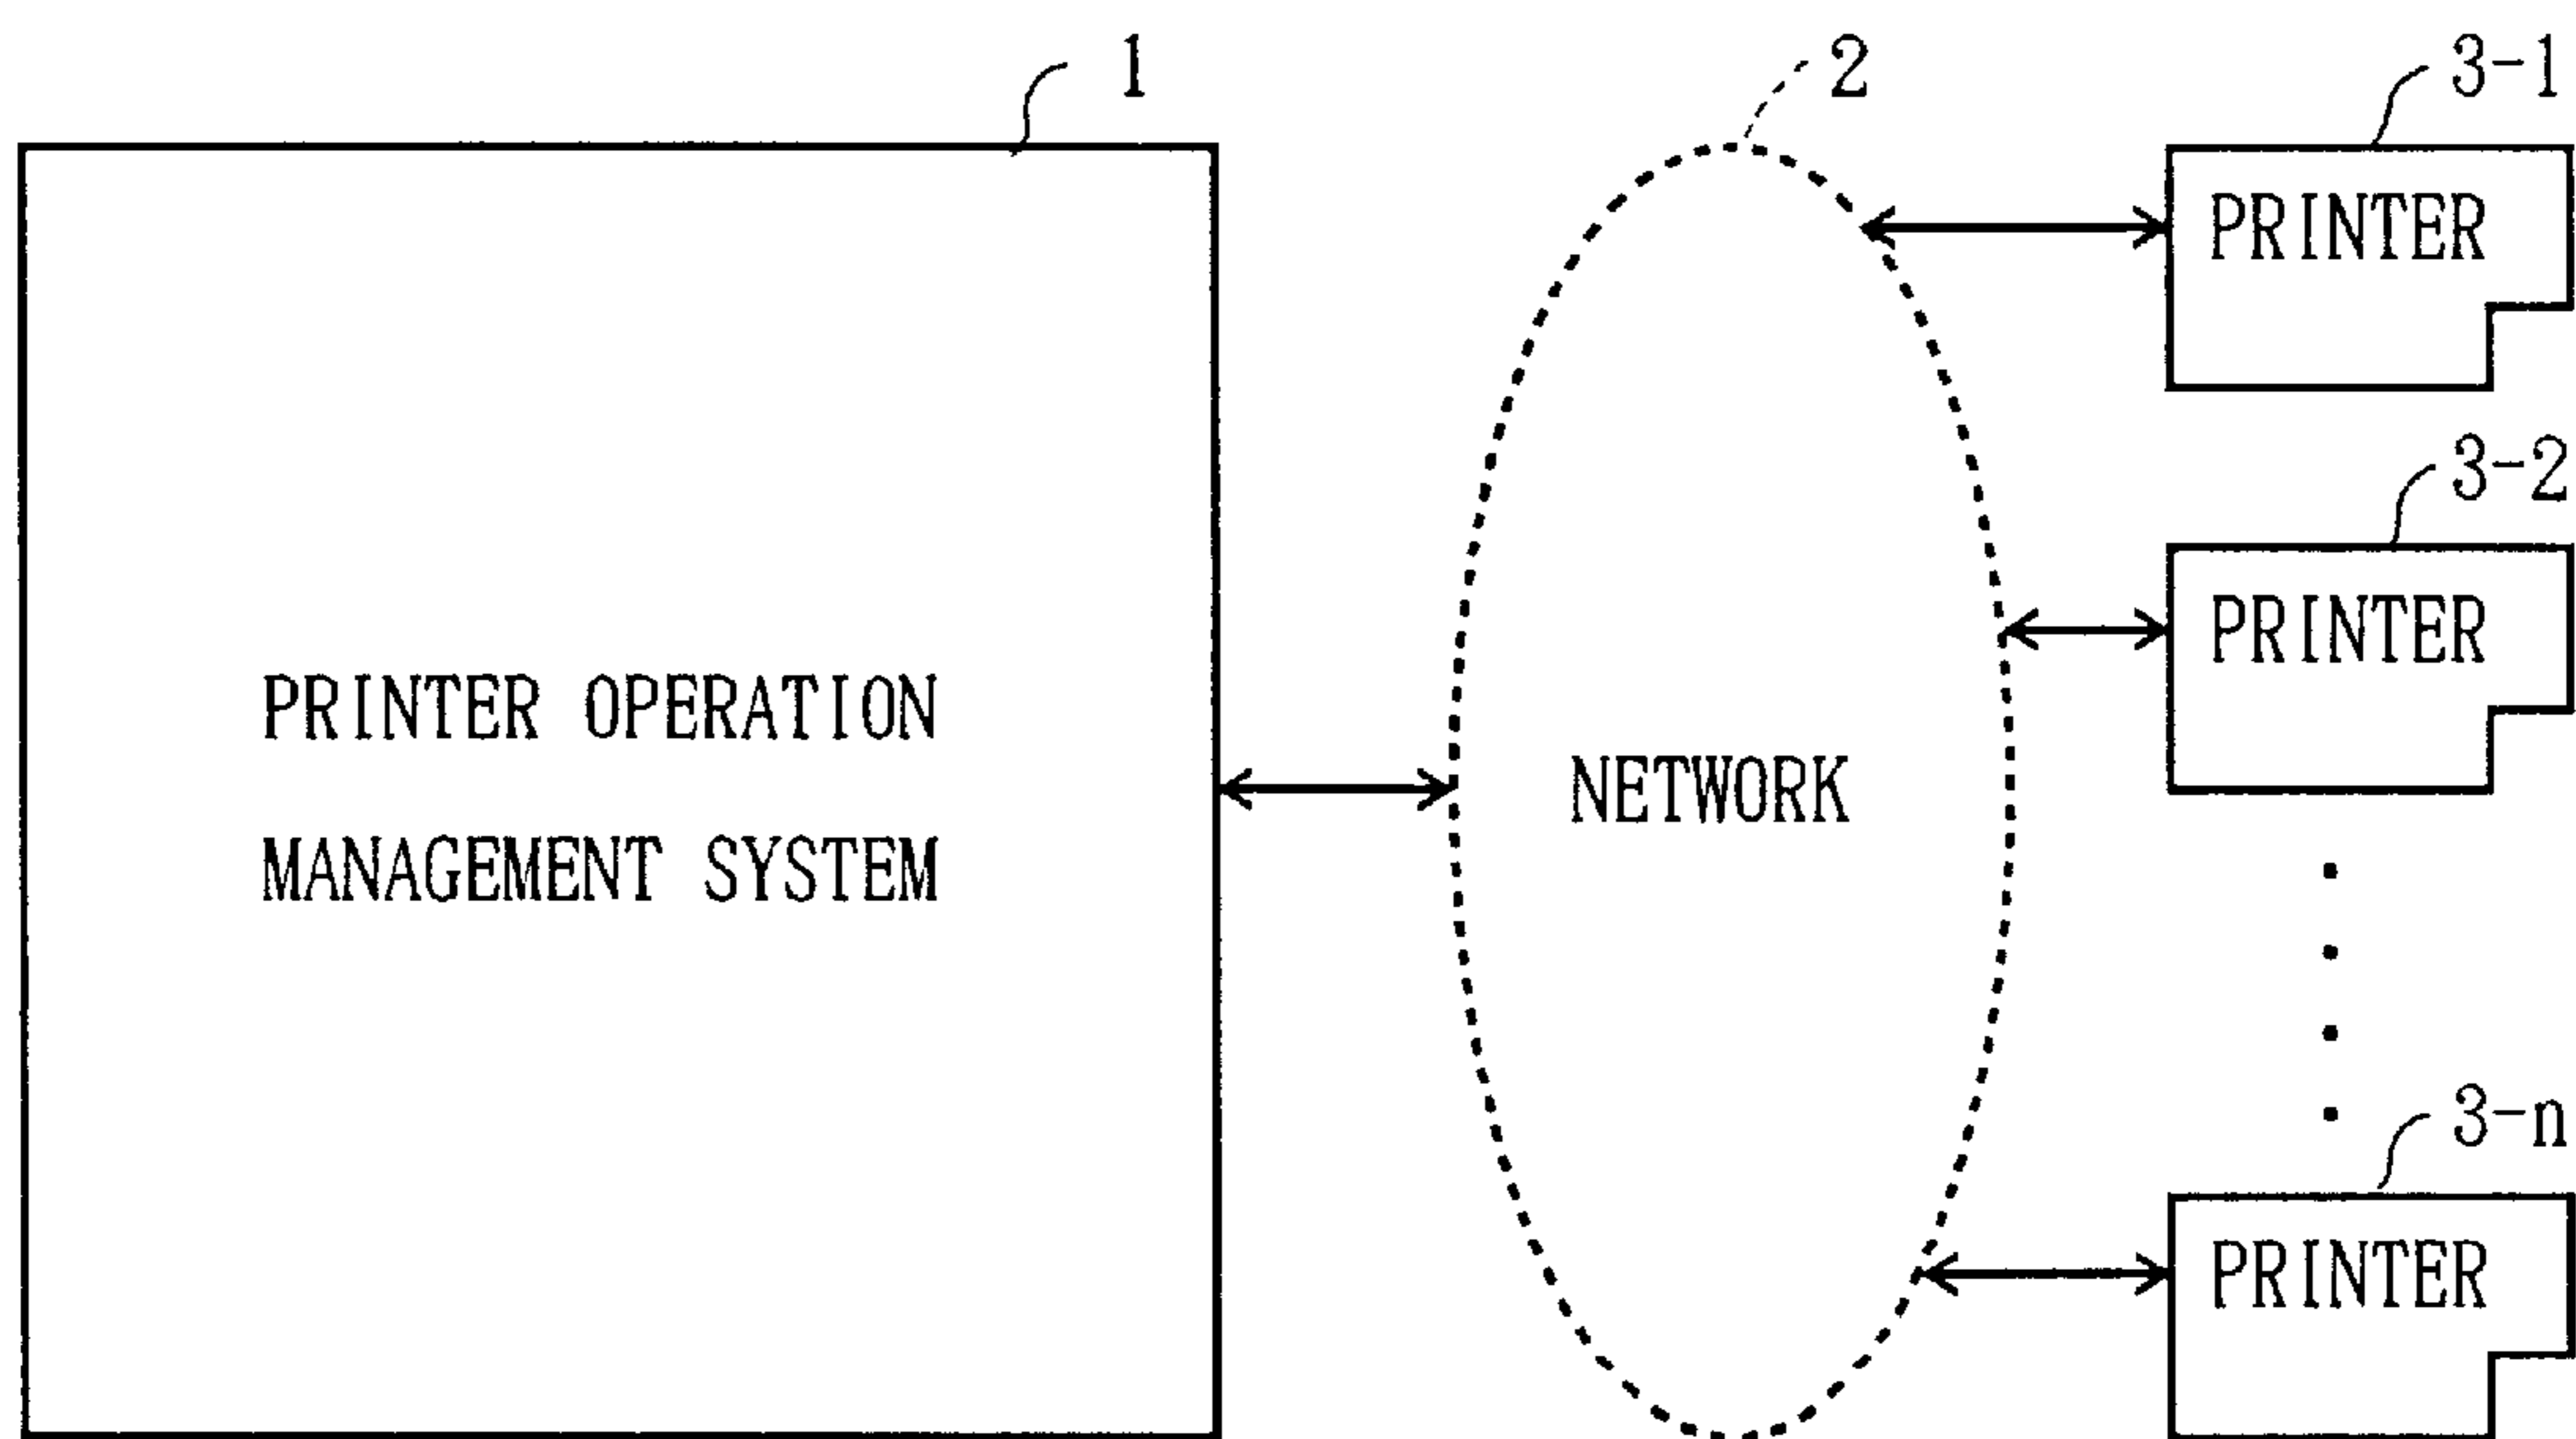 1
2
3-1
PRINTER
3-2
PRINTER
PRINTER OPERATION
MANAGEMENT SYSTEM
NETWORK
3-n
PRINTER